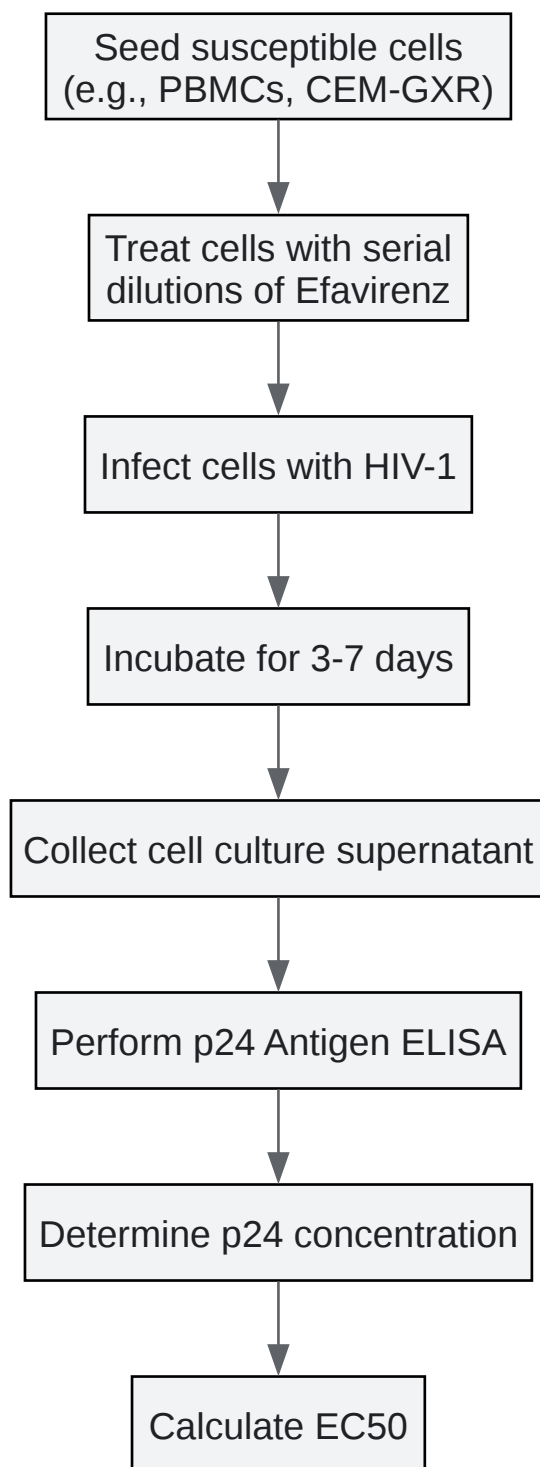 Seed susceptible cells
(e.g., PBMCs, CEM-GXR)
Treat cells with serial
dilutions of Efavirenz
Infect cells with HIV-1
Incubate for 3-7 days
Collect cell culture supernatant
Perform p24 Antigen ELISA
Determine p24 concentration
Calculate EC50